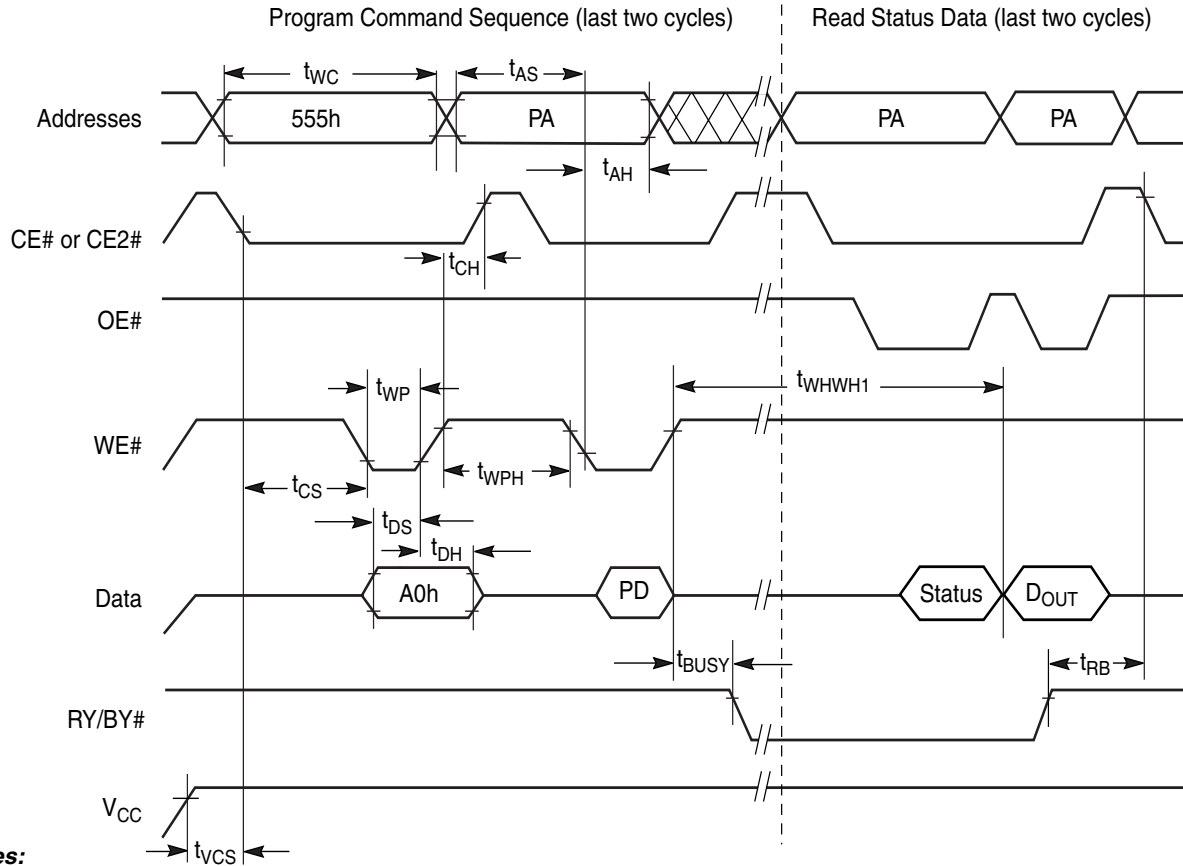 Program Command Sequence (last two cycles)
Read Status Data (last two cycles)
tWC
tAS
Addresses
555h
PA
PA
PA
tAH
CE# or CE2#
tCH
OE#
tWP
tWHWH1
WE#
tWPH
tCS
tDS
tDH
Data
A0h
PD
Status
DOUT
tBUSY
tRB
RY/BY#
VCC
tVCS
es: